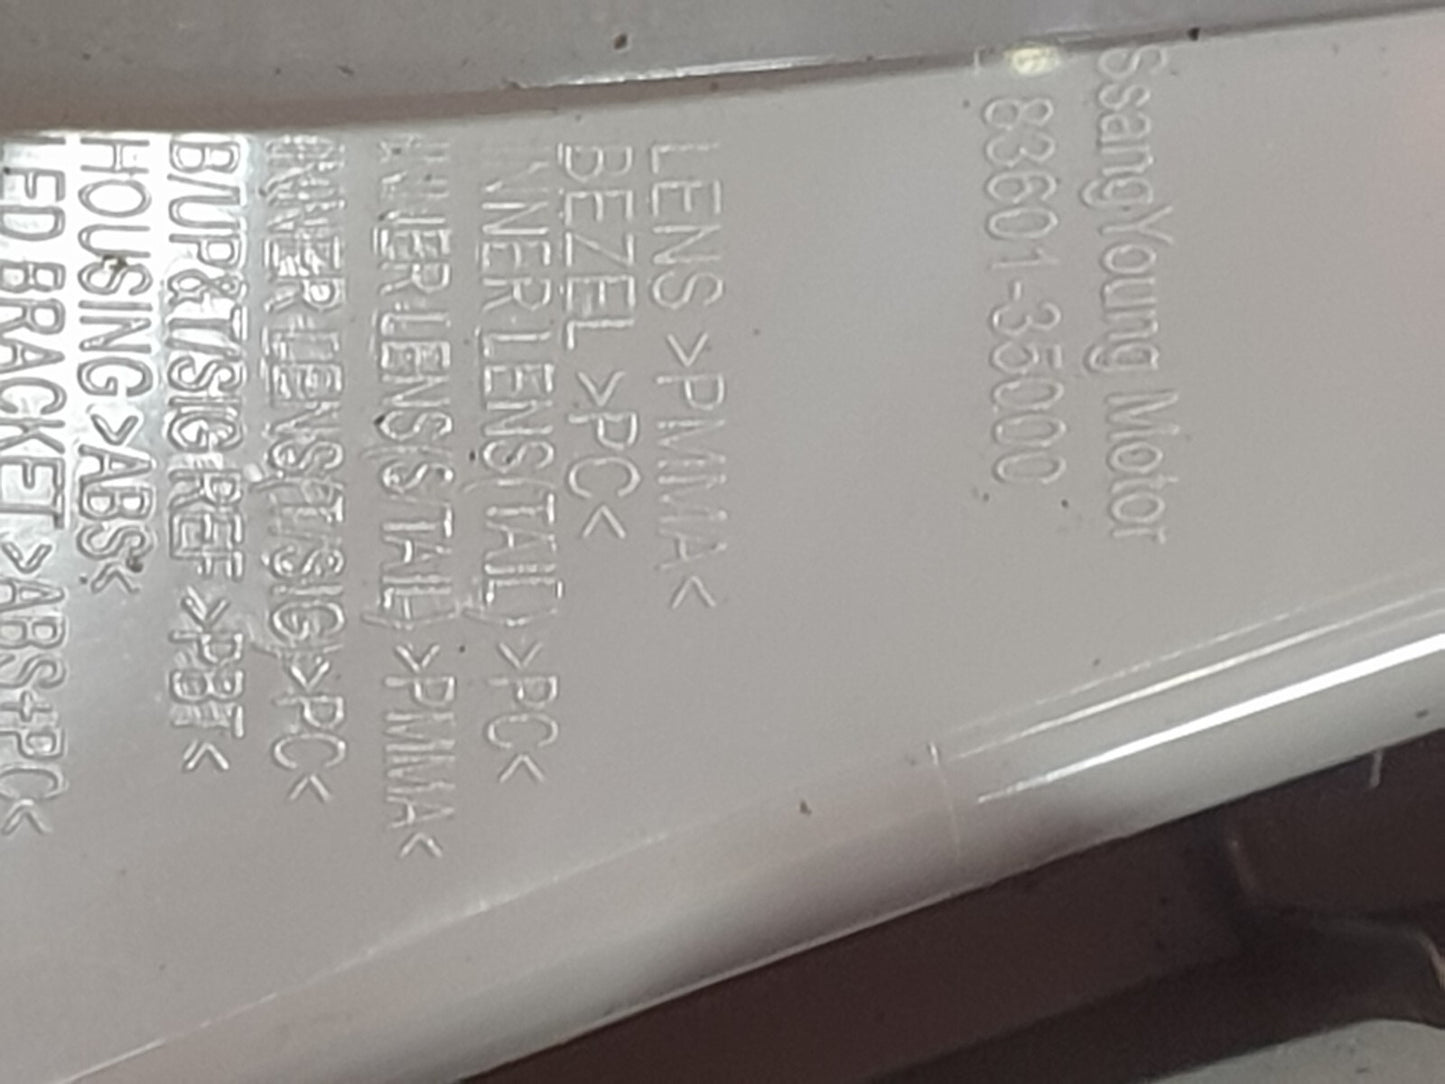 SsangYoung Motor
83601-35000
LENS >PMMA<
BEZEL >PC<
INNER LENS(TAIL) >PC<
INNER LENS(S/TAIL) >PMMA<
INNER LENS(T/SIG) >PC<
B/UP&T/SIG REF >PBT<
HOUSING >ABS<
LED BRACKET >ABS+PC<